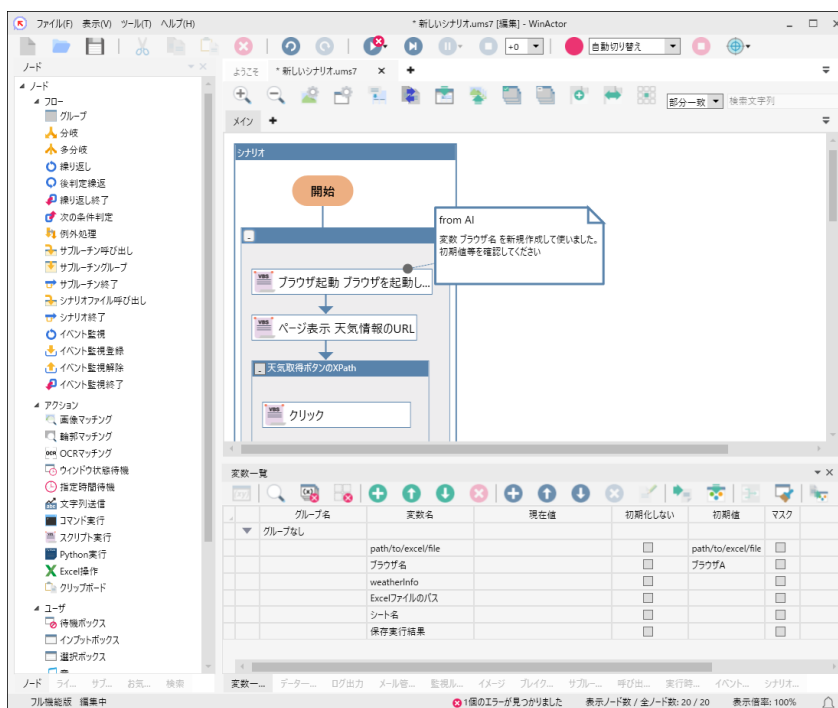 ファイル(F) 表示(V) ツール(T) ヘルプ(H)
* 新しいシナリオ.ums7 [編集] - WinActor
+0
自動切り替え
ノード
ノード
フロー
グループ
分岐
多分岐
繰り返し
後判定繰返
繰り返し終了
次の条件判定
例外処理
サブルーチン呼び出し
サブルーチングループ
サブルーチン終了
シナリオファイル呼び出し
シナリオ終了
イベント監視
イベント監視登録
イベント監視解除
イベント監視終了
アクション
画像マッチング
輪郭マッチング
OCR OCRマッチング
ウィンドウ状態待機
指定時間待機
文字列送信
コマンド実行
スクリプト実行
Python実行
Excel操作
クリップボード
ユーザ
待機ボックス
インプットボックス
選択ボックス
ノード ライ... サブ... お気... 検索
ようこそ * 新しいシナリオ.ums7
部分一致 検索文字列
メイン
シナリオ
開始
from AI
変数 ブラウザ名 を新規作成して使いました。
初期値等を確認してください
VBS ブラウザ起動 ブラウザを起動し...
VBS ページ表示 天気情報のURL
天気取得ボタンのXPath
VBS クリック
変数一覧
グループ名 変数名 現在値 初期化しない 初期値 マスク
グループなし
path/to/excel/file path/to/excel/file
ブラウザ名 ブラウザA
weatherInfo
Excelファイルのパス
シート名
保存実行結果
変数一... データー... ログ出力 メール管... 監視ル... イメージ ブレイク... サブルー... 呼び出... 実行時... イベント... シナリオ...
フル機能版 編集中
1個のエラーが見つかりました 表示ノード数 / 全ノード数: 20 / 20 表示倍率: 100%